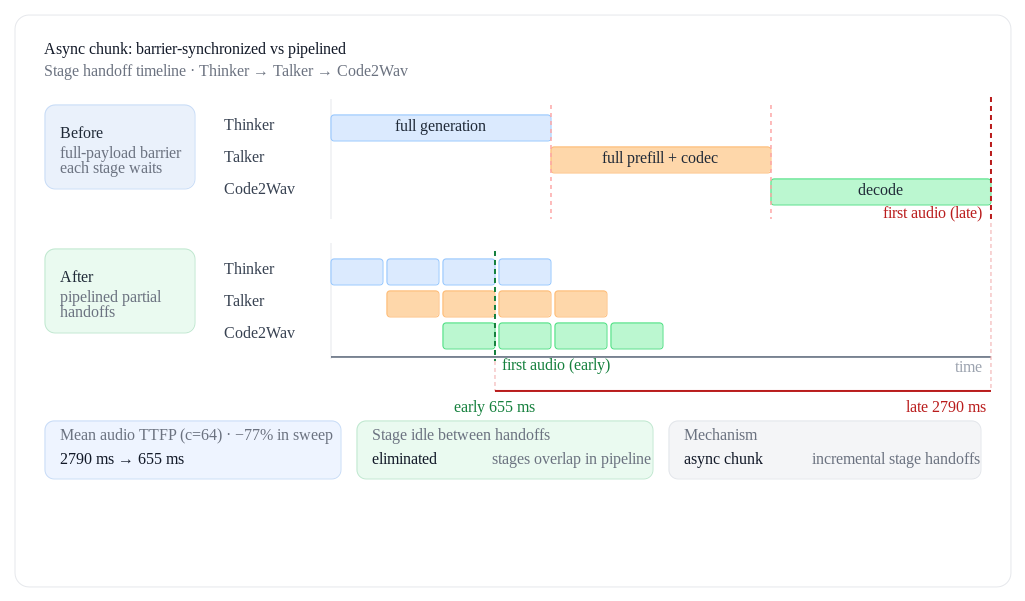 Async chunk: barrier-synchronized vs pipelined
Stage handoff timeline · Thinker → Talker → Code2Wav
Before
full-payload barrier
each stage waits
Thinker
full generation
Talker
full prefill + codec
Code2Wav
decode
first audio (late)
After
pipelined partial
handoffs
Thinker
Talker
Code2Wav
first audio (early)
time
early 655 ms
late 2790 ms
Mean audio TTFP (c=64) · −77% in sweep
2790 ms → 655 ms
Stage idle between handoffs
eliminated
stages overlap in pipeline
Mechanism
async chunk
incremental stage handoffs